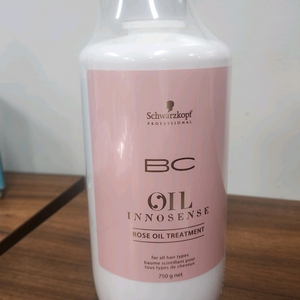 Schwarzkopf
PROFESSIONAL
BC
OIL
INNOSENSE
ROSE OIL TREATMENT
for all hair types
baume scintillant pour
tous types de cheveux
750 g net